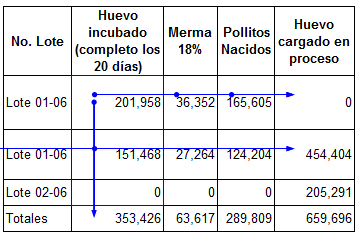 No. Lote Huevo incubado (completo los 20 días) Merma 18% Pollitos Nacidos Huevo cargado en proceso
Lote 01-06 201,958 36,352 165,605 0
Lote 01-06 151,468 27,264 124,204 454,404
Lote 02-06 0 0 0 205,291
Totales 353,426 63,617 289,809 659,696